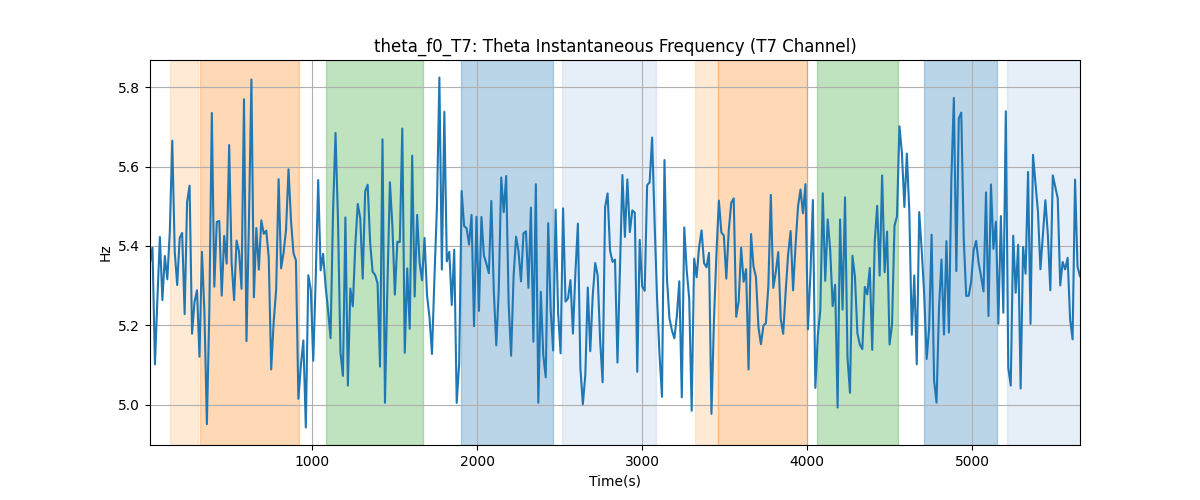 theta_f0_T7: Theta Instantaneous Frequency (T7 Channel)
Hz
5.8
5.6
5.4
5.2
5.0
1000 2000 3000 4000 5000
Time(s)